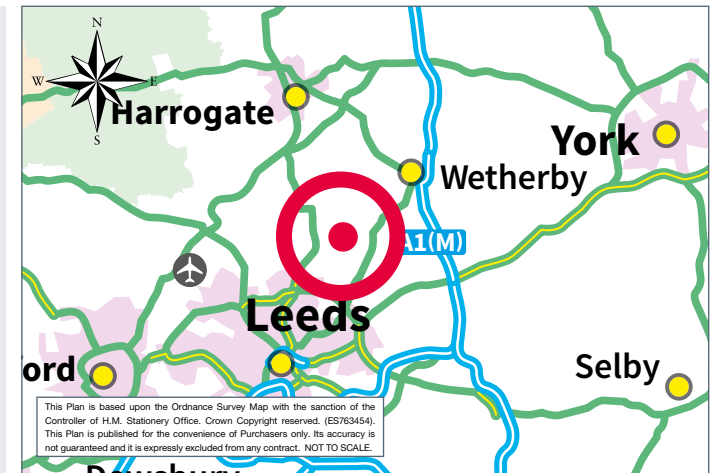 N
W
E
S
Harrogate
York
Wetherby
A1(M)
Leeds
ord
Selby
This Plan is based upon the Ordnance Survey Map with the sanction of the
Controller of H.M. Stationery Office. Crown Copyright reserved. (ES763454).
This Plan is published for the convenience of Purchasers only. Its accuracy is
not guaranteed and it is expressly excluded from any contract. NOT TO SCALE.
Dewsbury